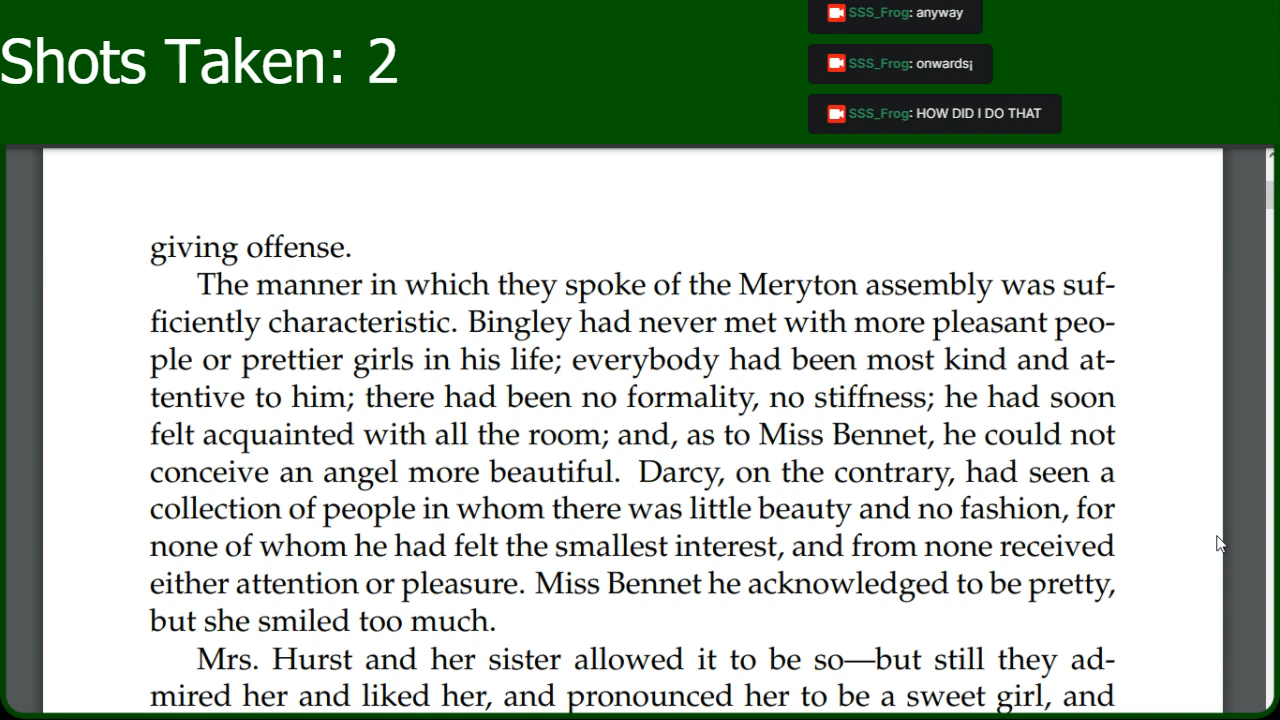 Shots Taken: 2
SSS_Frog: anyway
SSS_Frog: onwards¡
SSS_Frog: HOW DID I DO THAT
giving offense.
The manner in which they spoke of the Meryton assembly was suf-
ficiently characteristic. Bingley had never met with more pleasant peo-
ple or prettier girls in his life; everybody had been most kind and at-
tentive to him; there had been no formality, no stiffness; he had soon
felt acquainted with all the room; and, as to Miss Bennet, he could not
conceive an angel more beautiful. Darcy, on the contrary, had seen a
collection of people in whom there was little beauty and no fashion, for
none of whom he had felt the smallest interest, and from none received
either attention or pleasure. Miss Bennet he acknowledged to be pretty,
but she smiled too much.
Mrs. Hurst and her sister allowed it to be so—but still they ad-
mired her and liked her, and pronounced her to be a sweet girl, and